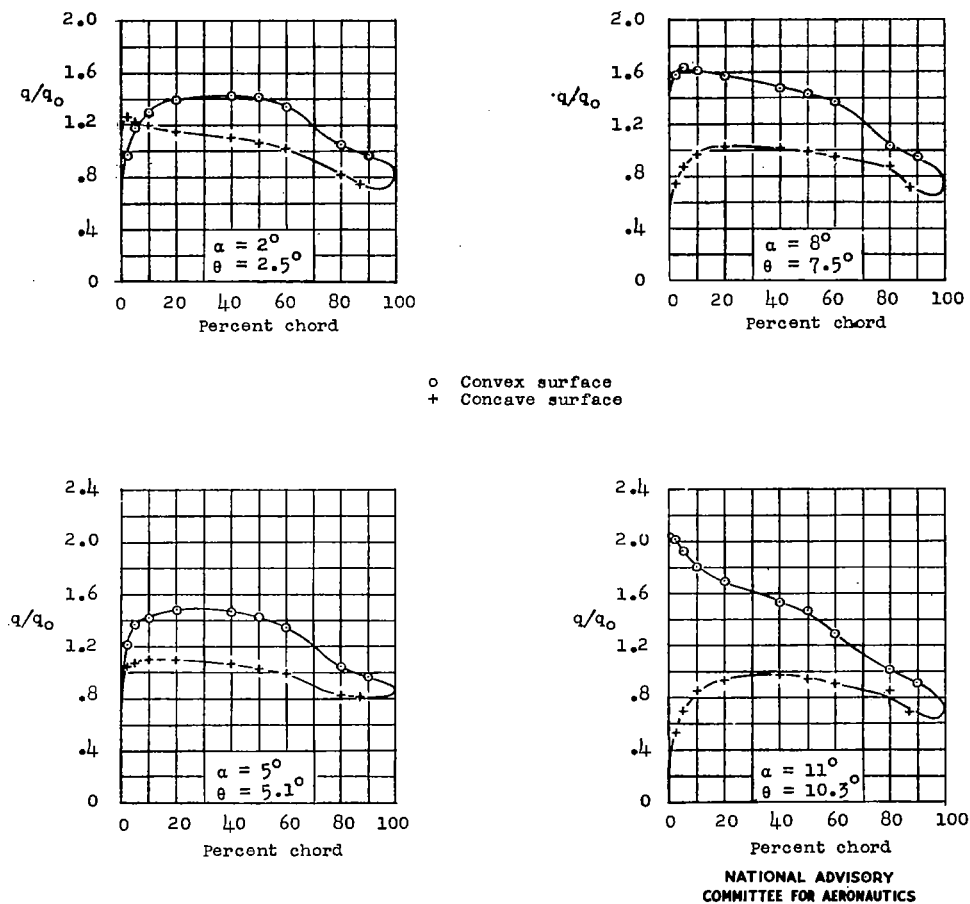 2.0
1.6
q/q₀
1.2
.8
.4
0
α = 2°
θ = 2.5°
0 20 40 60 80 100
Percent chord
2.0
1.6
q/q₀
1.2
.8
.4
0
α = 8°
θ = 7.5°
0 20 40 60 80 100
Percent chord
o Convex surface
+ Concave surface
2.4
2.0
1.6
q/q₀
1.2
.8
.4
0
α = 5°
θ = 5.1°
0 20 40 60 80 100
Percent chord
2.4
2.0
1.6
q/q₀
1.2
.8
.4
0
α = 11°
θ = 10.3°
0 20 40 60 80 100
Percent chord
NATIONAL ADVISORY
COMMITTEE FOR AERONAUTICS